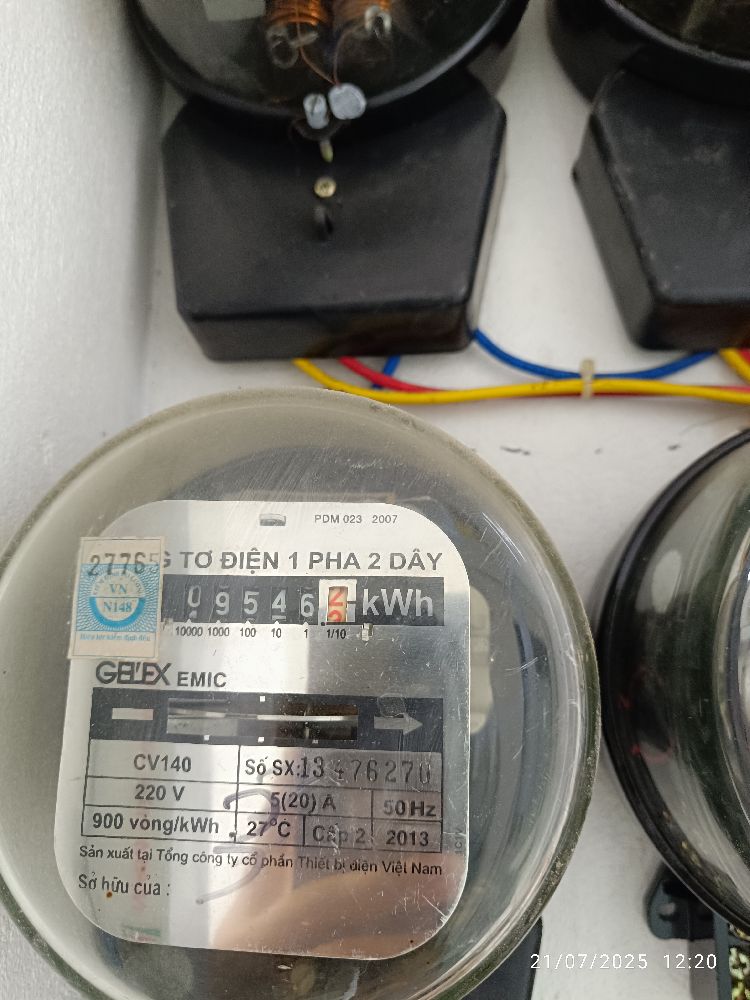 PDM 023 2007
G TƠ ĐIỆN 1 PHA 2 DÂY
27765
VN
N148
0 9 5 4 6 kWh
10000 1000 100 10 1 1/10
GELEX EMIC
CV140 Số SX: 13476270
220 V 5(20) A 50 Hz
900 vòng/kWh 27°C Cấp 2 2013
Sản xuất tại Tổng công ty cổ phần Thiết bị điện Việt Nam
Sở hữu của :
21/07/2025 12:20